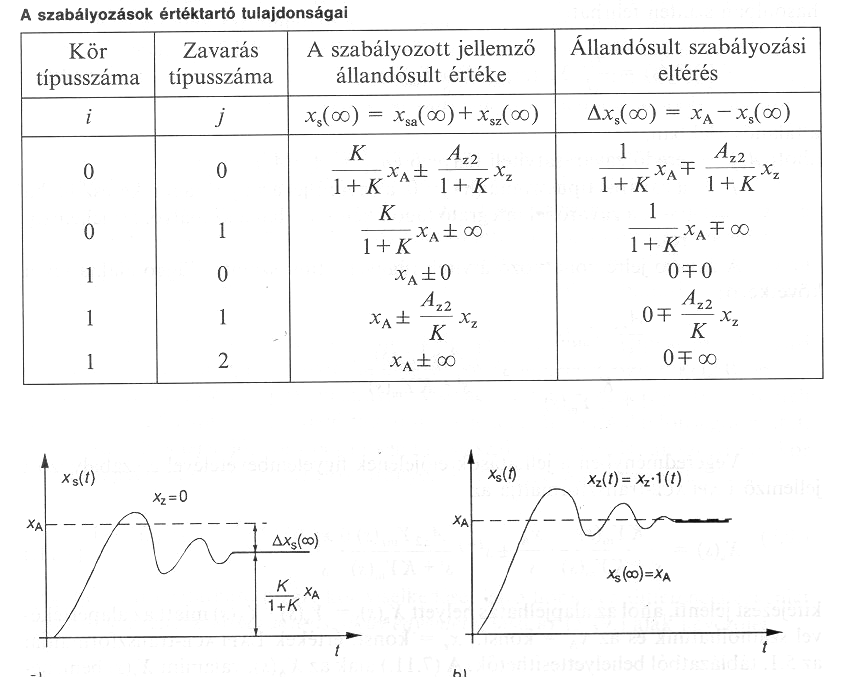 A szabályozások értéktartó tulajdonságai
Kör típusszáma | Zavarás típusszáma | A szabályozott jellemző állandósult értéke | Állandósult szabályozási eltérés
i | j | x_s(∞) = x_sa(∞)+x_sz(∞) | Δx_s(∞) = x_A − x_s(∞)
0 | 0 | K/(1+K) x_A ± A_z2/(1+K) x_z | 1/(1+K) x_A ∓ A_z2/(1+K) x_z
0 | 1 | K/(1+K) x_A ± ∞ | 1/(1+K) x_A ∓ ∞
1 | 0 | x_A ± 0 | 0 ∓ 0
1 | 1 | x_A ± A_z2/K x_z | 0 ∓ A_z2/K x_z
1 | 2 | x_A ± ∞ | 0 ∓ ∞
x_s(t)
x_z=0
x_A
Δx_s(∞)
K/(1+K) x_A
t
x_s(t)
x_z(t) = x_z·1(t)
x_A
x_s(∞)=x_A
t